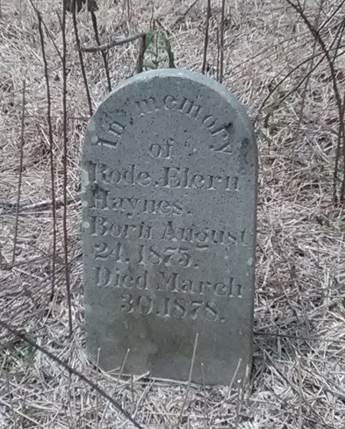 In memory
of
Rode Elern
Haynes.
Born August
24. 1875.
Died March
30. 1878.